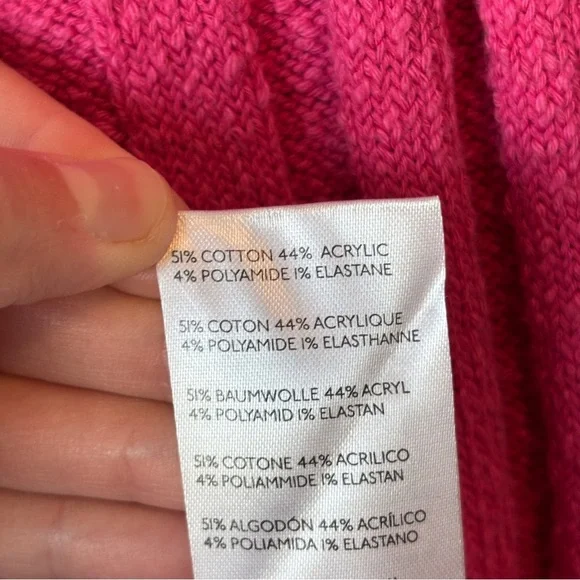 51% COTTON 44% ACRYLIC
4% POLYAMIDE 1% ELASTANE
51% COTON 44% ACRYLIQUE
4% POLYAMIDE 1% ELASTHANNE
51% BAUMWOLLE 44% ACRYL
4% POLYAMID 1% ELASTAN
51% COTONE 44% ACRILICO
4% POLIAMMIDE 1% ELASTAN
51% ALGODÓN 44% ACRÍLICO
4% POLIAMIDA 1% ELASTANO